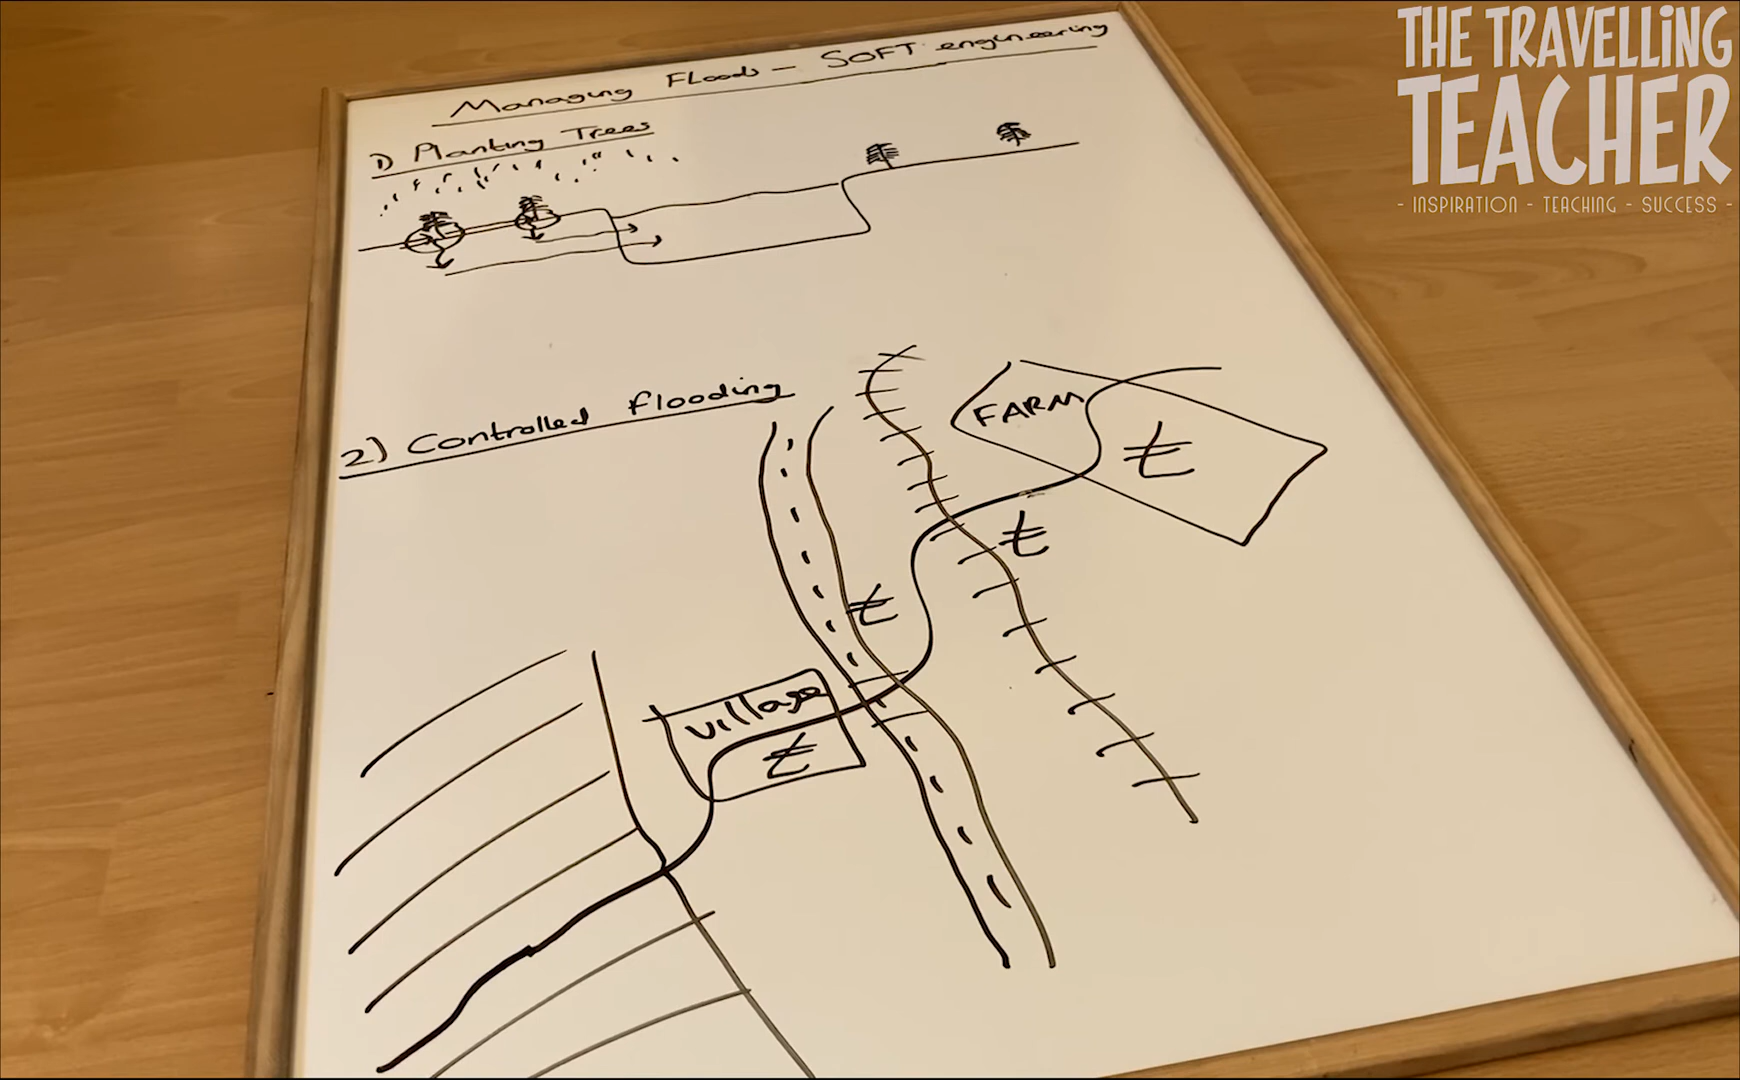 Managing Floods - SOFT engineering
1) Planting Trees
2) Controlled flooding
FARM
£
£
£
village
£
THE TRAVELLiNG
TEACHER
- INSPIRATION - TEACHING - SUCCESS -